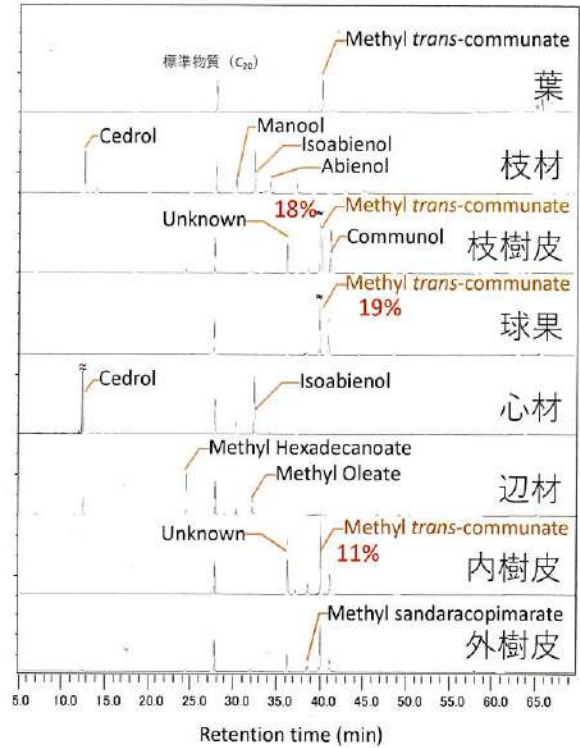 Methyl trans-communate
標準物質 (C₂₀)
葉
Cedrol
Manool
Isoabienol
Abienol
枝材
Unknown
18%
Methyl trans-communate
Communol
枝樹皮
Methyl trans-communate
19%
球果
Cedrol
Isoabienol
心材
Methyl Hexadecanoate
Methyl Oleate
辺材
Unknown
Methyl trans-communate
11%
内樹皮
Methyl sandaracopimarate
外樹皮
5.0 10.0 15.0 20.0 25.0 30.0 35.0 40.0 45.0 50.0 55.0 60.0 65.0
Retention time (min)